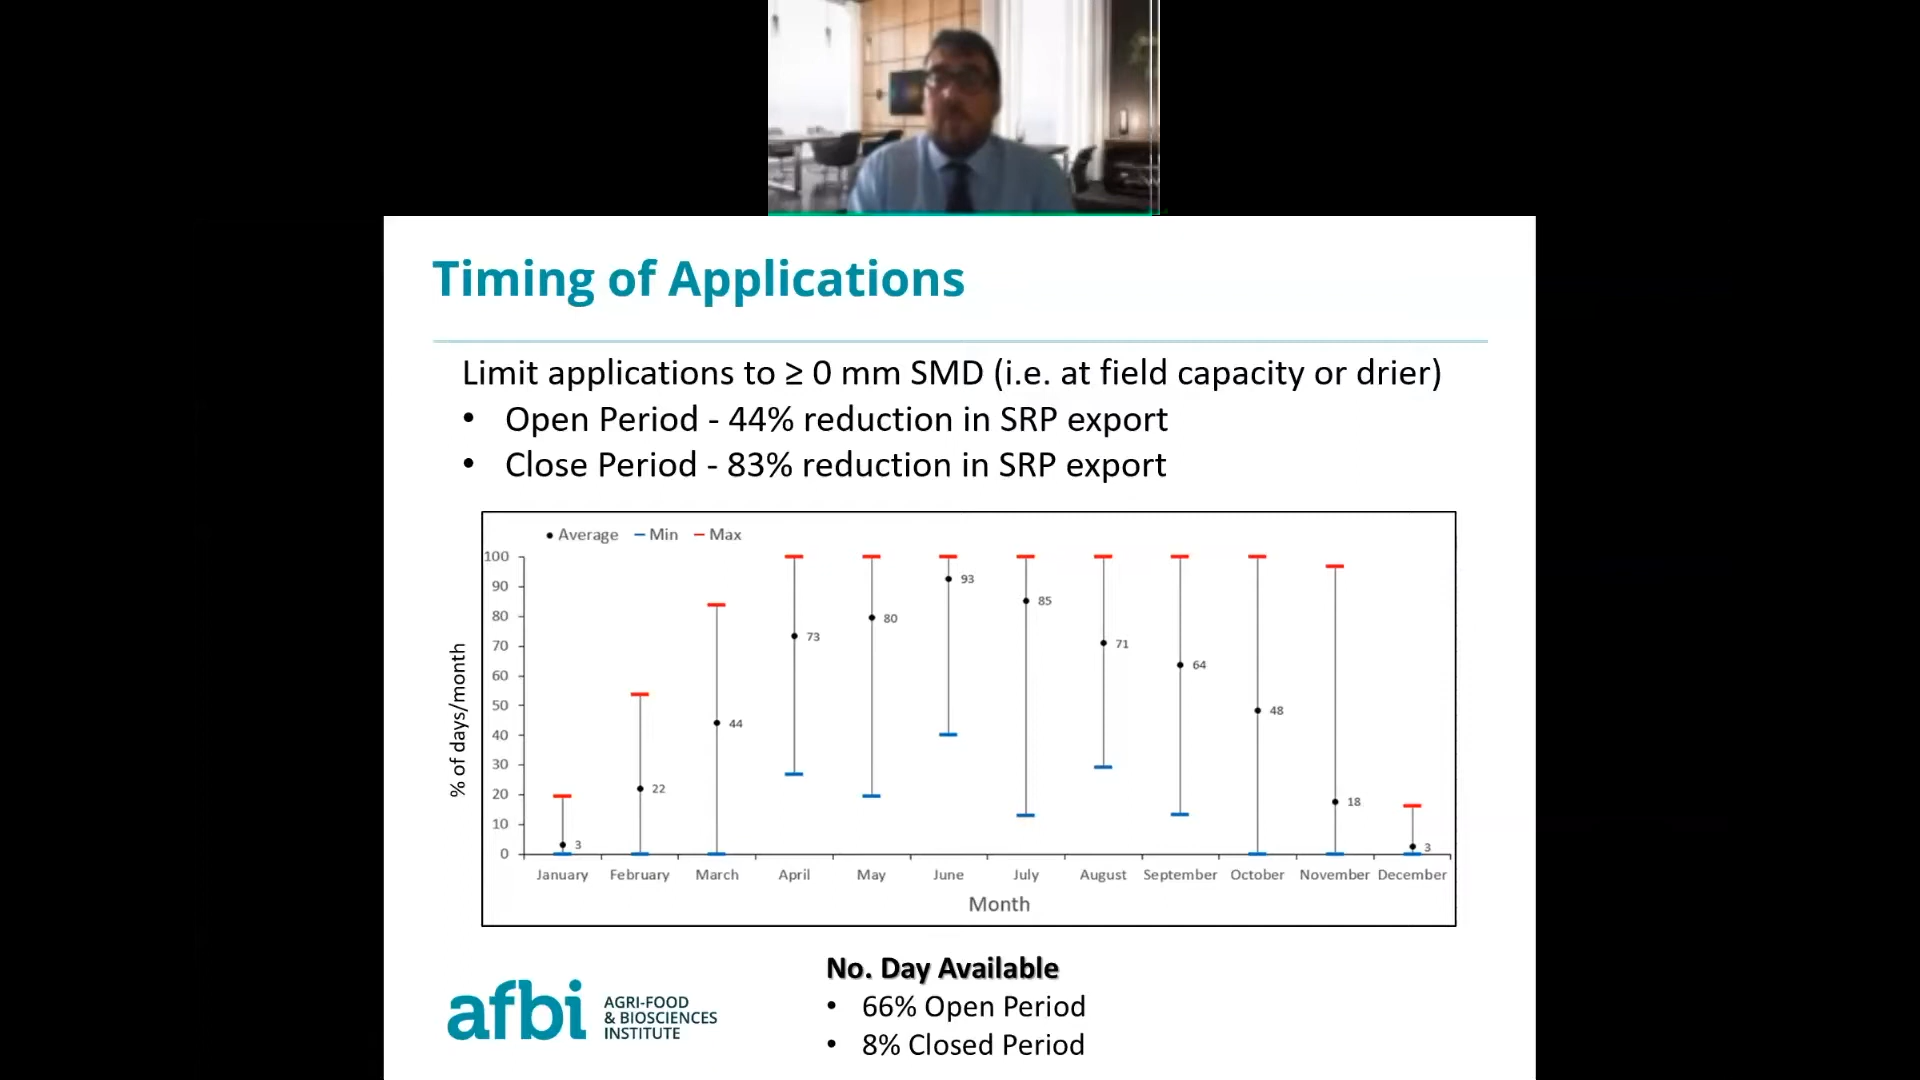 Timing of Applications
Limit applications to ≥ 0 mm SMD (i.e. at field capacity or drier)
• Open Period - 44% reduction in SRP export
• Close Period - 83% reduction in SRP export
Average Min Max
100
90
80
70
60
50
40
30
20
10
0
% of days/month
3
22
44
73
80
93
85
71
64
48
18
3
January February March April May June July August September October November December
Month
No. Day Available
• 66% Open Period
• 8% Closed Period
afbi
AGRI-FOOD
& BIOSCIENCES
INSTITUTE